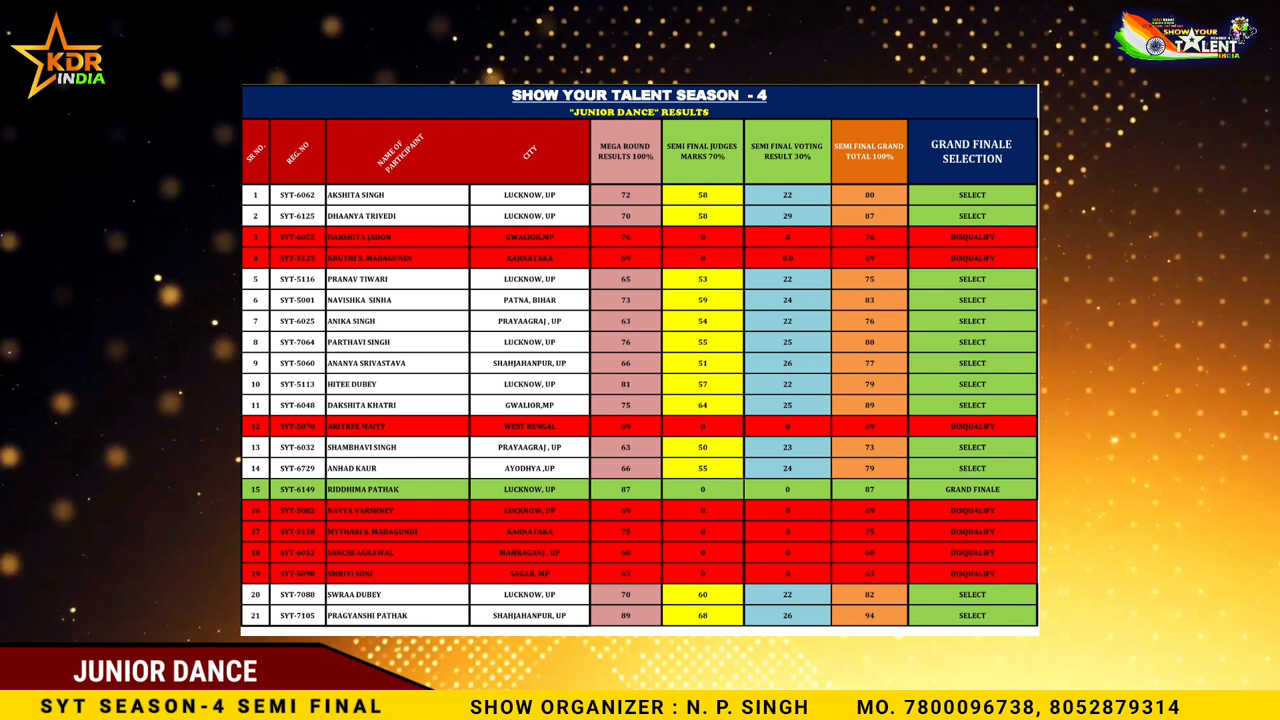 KDR
INDIA
SHOW YOUR
TALENT
INDIA
SHOW YOUR TALENT SEASON - 4
"JUNIOR DANCE" RESULTS
SR NO. REG. NO NAME OF PARTICIPAINT CITY MEGA ROUND RESULTS 100% SEMI FINAL JUDGES MARKS 70% SEMI FINAL VOTING RESULT 30% SEMI FINAL GRAND TOTAL 100% GRAND FINALE SELECTION
1 SYT-6062 AKSHITA SINGH LUCKNOW, UP 72 58 22 80 SELECT
2 SYT-6125 DHAANYA TRIVEDI LUCKNOW, UP 70 58 29 87 SELECT
3 SYT-6055 HARSHITA JADON GWALIOR,MP 76 0 0 76 DISQUALIFY
4 SYT-5125 KRUTHI S. MADAGUNDI KARNATAKA 69 0 0.0 69 DISQUALIFY
5 SYT-5116 PRANAV TIWARI LUCKNOW, UP 65 53 22 75 SELECT
6 SYT-5001 NAVISHKA SINHA PATNA, BIHAR 73 59 24 83 SELECT
7 SYT-6025 ANIKA SINGH PRAYAAGRAJ , UP 63 54 22 76 SELECT
8 SYT-7064 PARTHAVI SINGH LUCKNOW, UP 76 55 25 80 SELECT
9 SYT-5060 ANANYA SRIVASTAVA SHAHJAHANPUR, UP 66 51 26 77 SELECT
10 SYT-5113 HITEE DUBEY LUCKNOW, UP 81 57 22 79 SELECT
11 SYT-6048 DAKSHITA KHATRI GWALIOR,MP 75 64 25 89 SELECT
12 SYT-5070 ARITREE MAITY WEST BENGAL 69 0 0 69 DISQUALIFY
13 SYT-6032 SHAMBHAVI SINGH PRAYAAGRAJ , UP 63 50 23 73 SELECT
14 SYT-6729 ANHAD KAUR AYODHYA ,UP 66 55 24 79 SELECT
15 SYT-6149 RIDDHIMA PATHAK LUCKNOW, UP 87 0 0 87 GRAND FINALE
16 SYT-5082 NAVYA VARSHNEY LUCKNOW, UP 69 0 0 69 DISQUALIFY
17 SYT-5110 MYTHARI S. MADAGUNDI KARNATAKA 75 0 0 75 DISQUALIFY
18 SYT-6012 SANCHI AGRAWAL MAHRAGANJ , UP 60 0 0 60 DISQUALIFY
19 SYT-5090 SMRITI SONI SAGAR, MP 63 0 0 63 DISQUALIFY
20 SYT-7088 SWRAA DUBEY LUCKNOW, UP 70 60 22 82 SELECT
21 SYT-7105 PRAGYANSHI PATHAK SHAHJAHANPUR, UP 89 68 26 94 SELECT
JUNIOR DANCE
SYT SEASON-4 SEMI FINAL SHOW ORGANIZER : N. P. SINGH MO. 7800096738, 8052879314